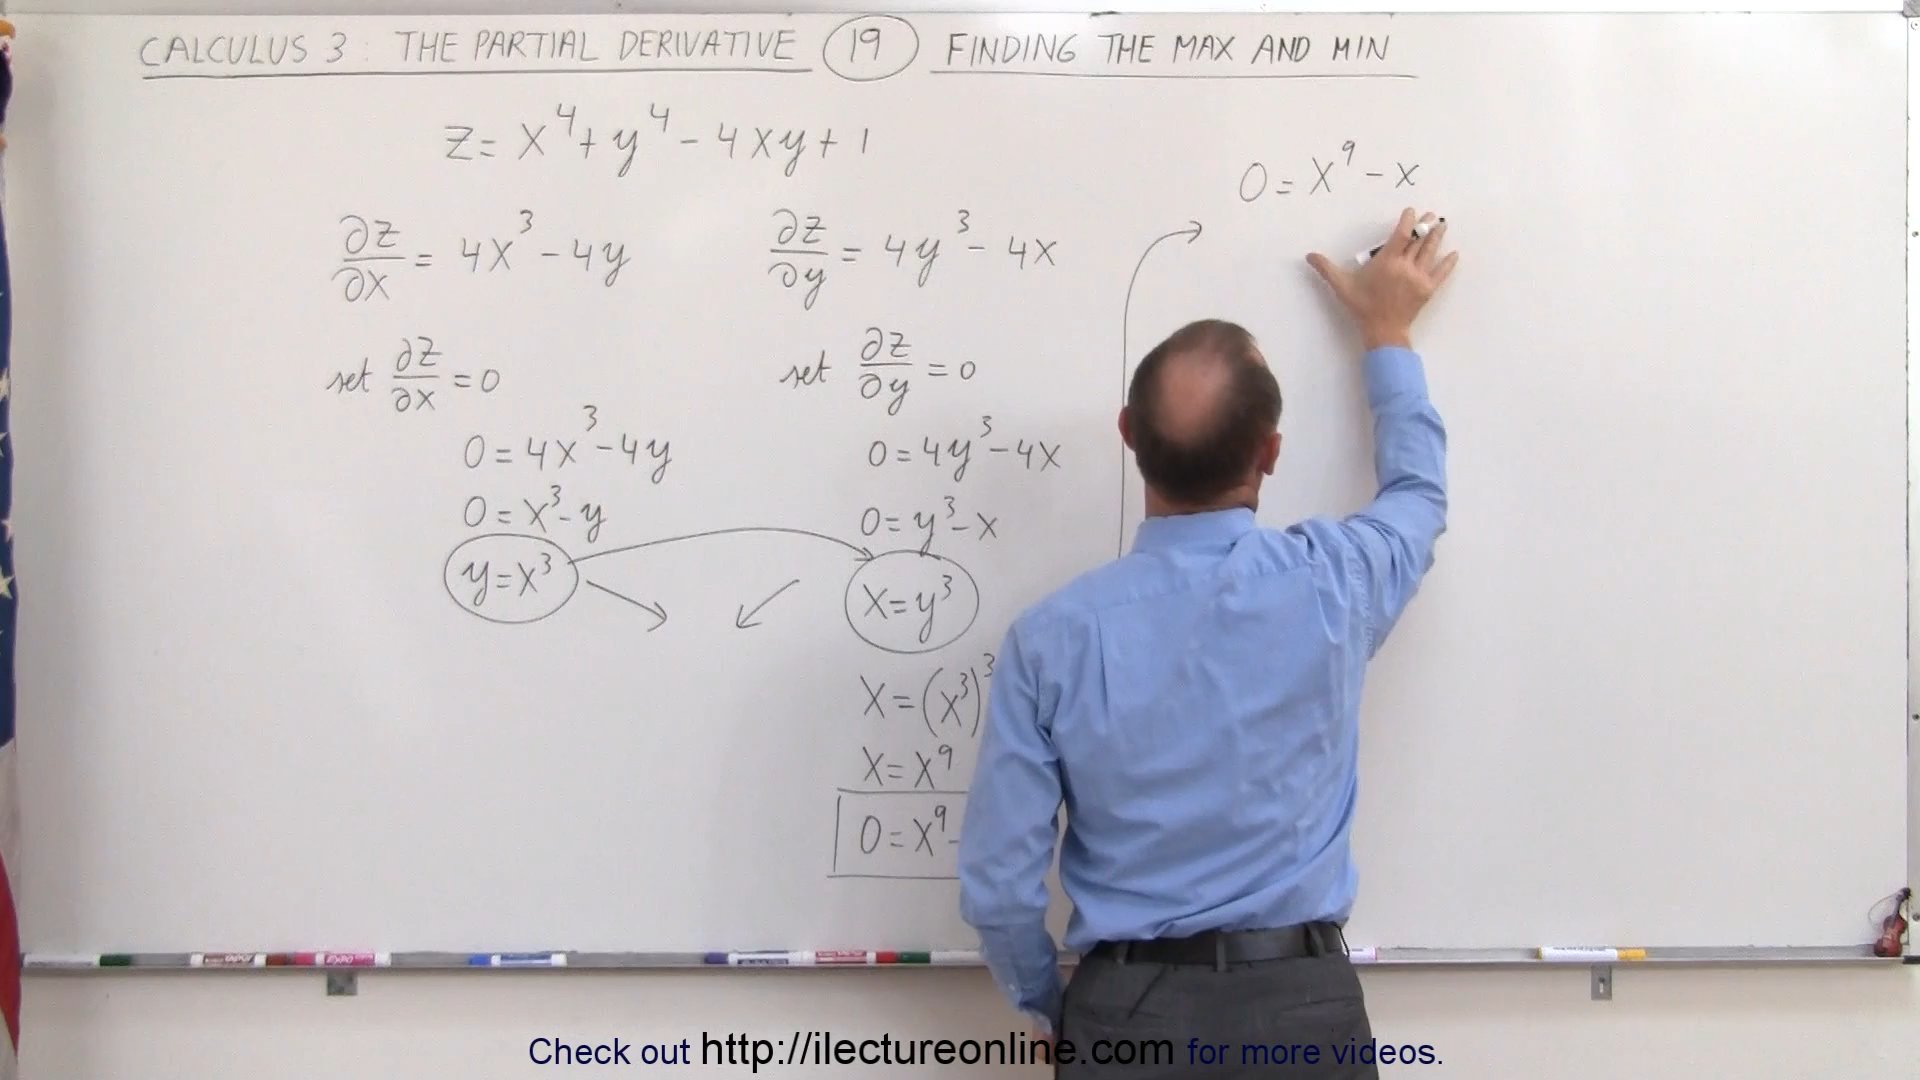 CALCULUS 3: THE PARTIAL DERIVATIVE 19 FINDING THE MAX AND MIN
z = x⁴ + y⁴ - 4xy + 1
∂z/∂x = 4x³ - 4y
set ∂z/∂x = 0
0 = 4x³ - 4y
0 = x³ - y
y = x³
∂z/∂y = 4y³ - 4x
set ∂z/∂y = 0
0 = 4y³ - 4x
0 = y³ - x
x = y³
x = (x³)³
x = x⁹
0 = x⁹ -
0 = x⁹ - x
EXPO
EXPO
Check out http://ilectureonline.com for more videos.